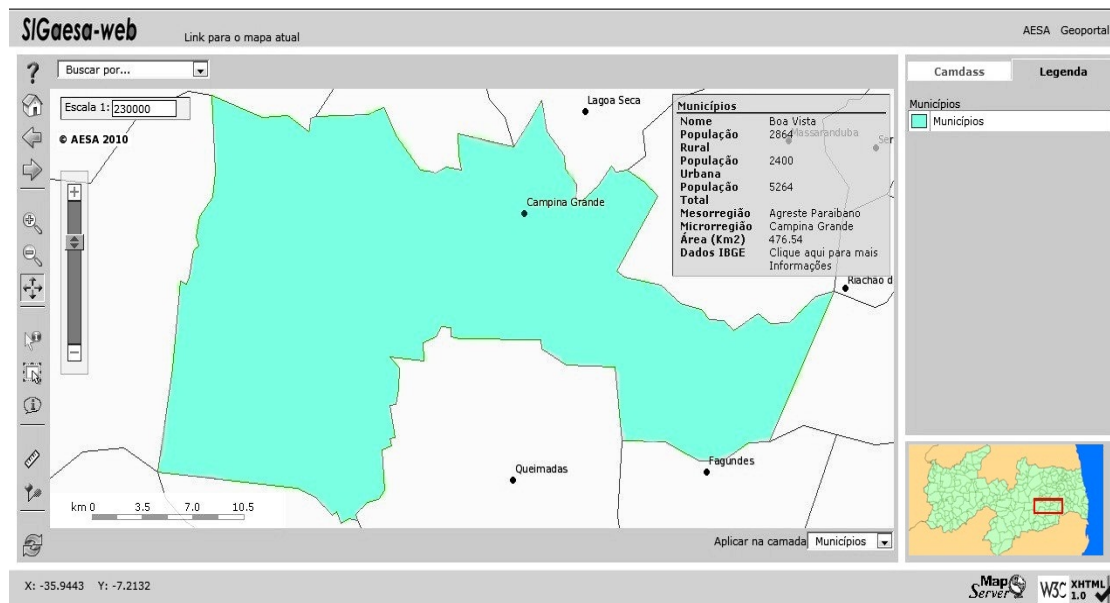 SIGaesa-web
Link para o mapa atual
AESA Geoportal
Buscar por...
Escala 1: 230000
© AESA 2010
Lagoa Seca
Massaranduba
Ser
Campina Grande
Riachão d
Queimadas
Fagundes
Municípios
Nome Boa Vista
População 2864
Rural
População 2400
Urbana
População 5264
Total
Mesorregião Agreste Paraibano
Microrregião Campina Grande
Área (Km2) 476.54
Dados IBGE Clique aqui para mais
Informações
km 0 3.5 7.0 10.5
Aplicar na camada Municípios
Camdass Legenda
Municípios
Municípios
X: -35.9443 Y: -7.2132
Map
Server
W3C XHTML
1.0